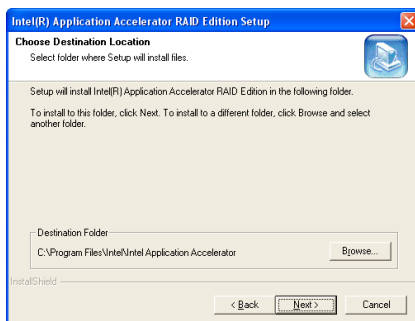 Intel(R) Application Accelerator RAID Edition Setup
Choose Destination Location
Select folder where Setup will install files.
Setup will install Intel(R) Application Accelerator RAID Edition in the following folder.
To install to this folder, click Next. To install to a different folder, click Browse and select
another folder.
Destination Folder
C:\Program Files\Intel\Intel Application Accelerator
Browse...
InstallShield
< Back
Next >
Cancel